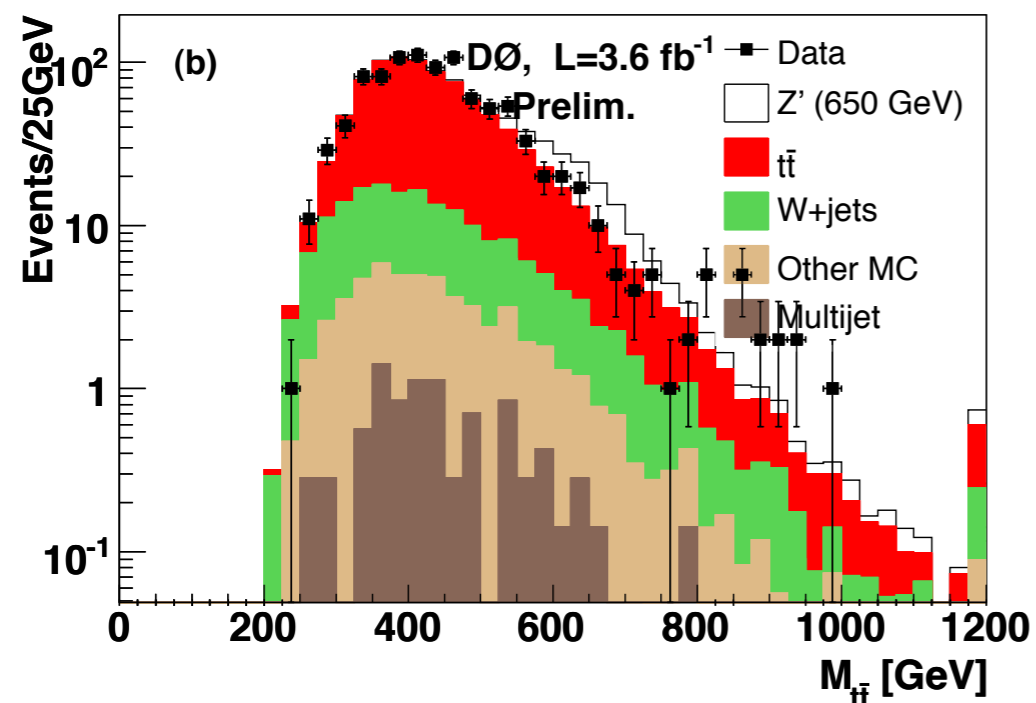 Events/25GeV
10²
10
1
10⁻¹
(b)
DØ, L=3.6 fb⁻¹
Prelim.
Data
Z' (650 GeV)
tt̄
W+jets
Other MC
Multijet
0 200 400 600 800 1000 1200
M_tt̄ [GeV]